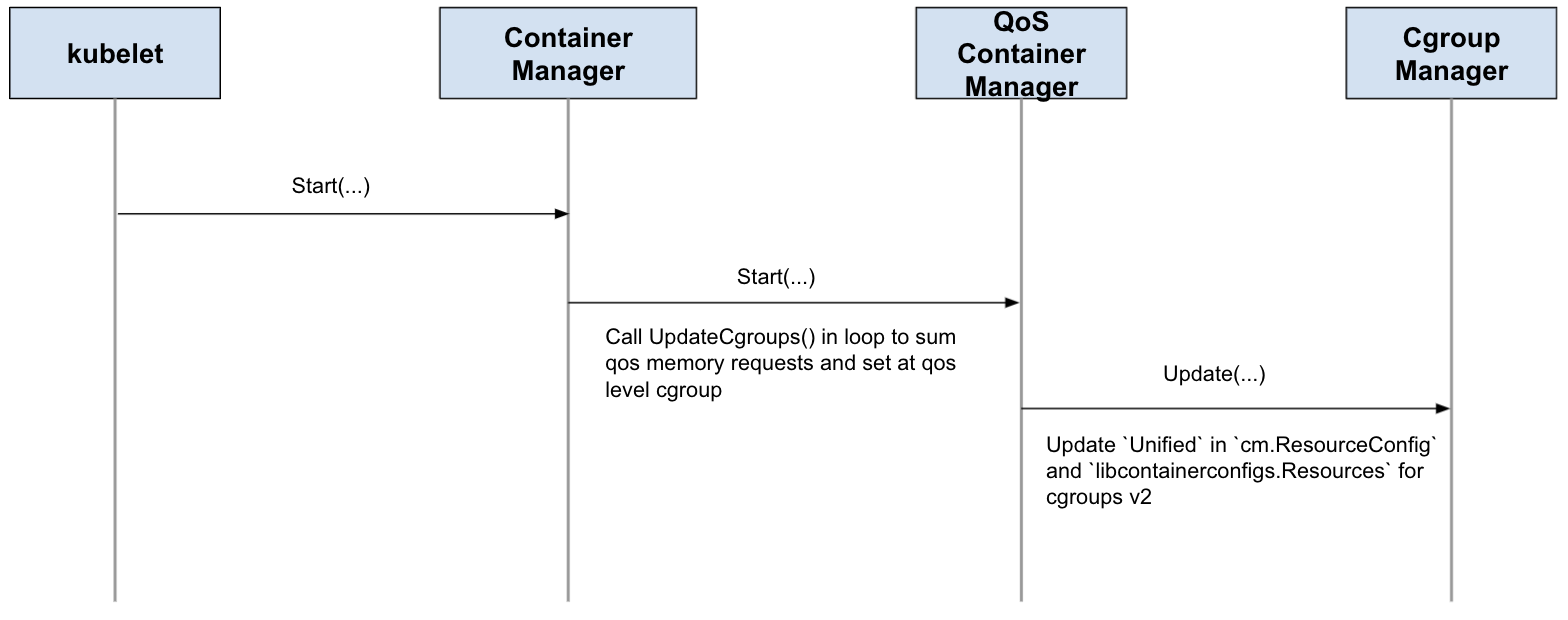 kubelet
Container
Manager
QoS
Container
Manager
Cgroup
Manager
Start(...)
Start(...)
Call UpdateCgroups() in loop to sum
qos memory requests and set at qos
level cgroup
Update(...)
Update `Unified` in `cm.ResourceConfig`
and `libcontainerconfigs.Resources` for
cgroups v2